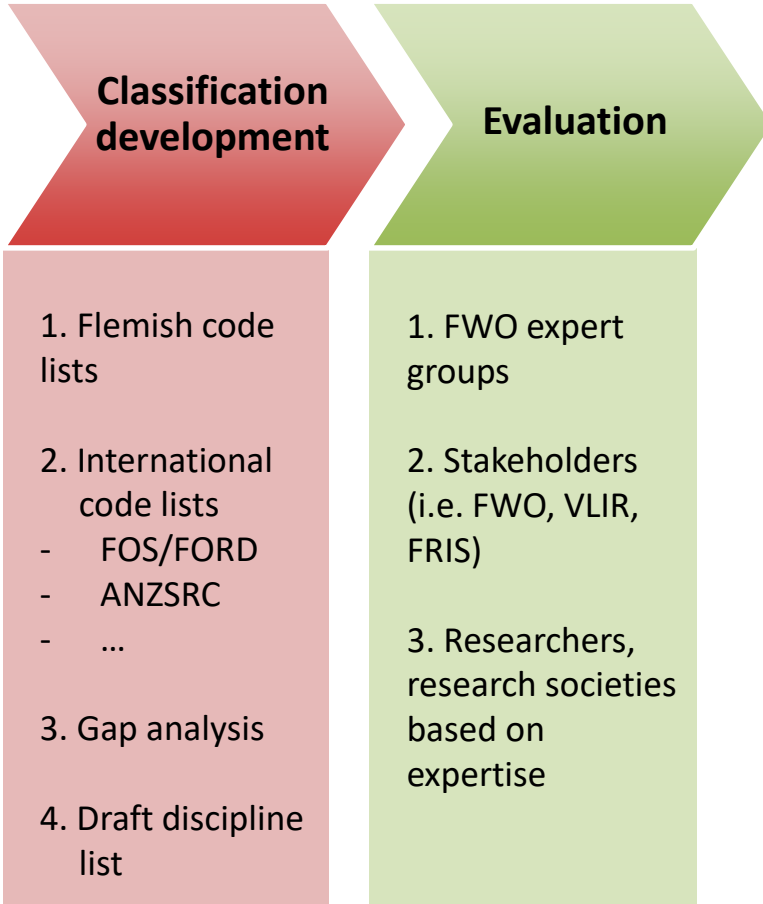 Classification
development
1. Flemish code
lists
2. International
code lists
- FOS/FORD
- ANZSRC
- …
3. Gap analysis
4. Draft discipline
list
Evaluation
1. FWO expert
groups
2. Stakeholders
(i.e. FWO, VLIR,
FRIS)
3. Researchers,
research societies
based on
expertise